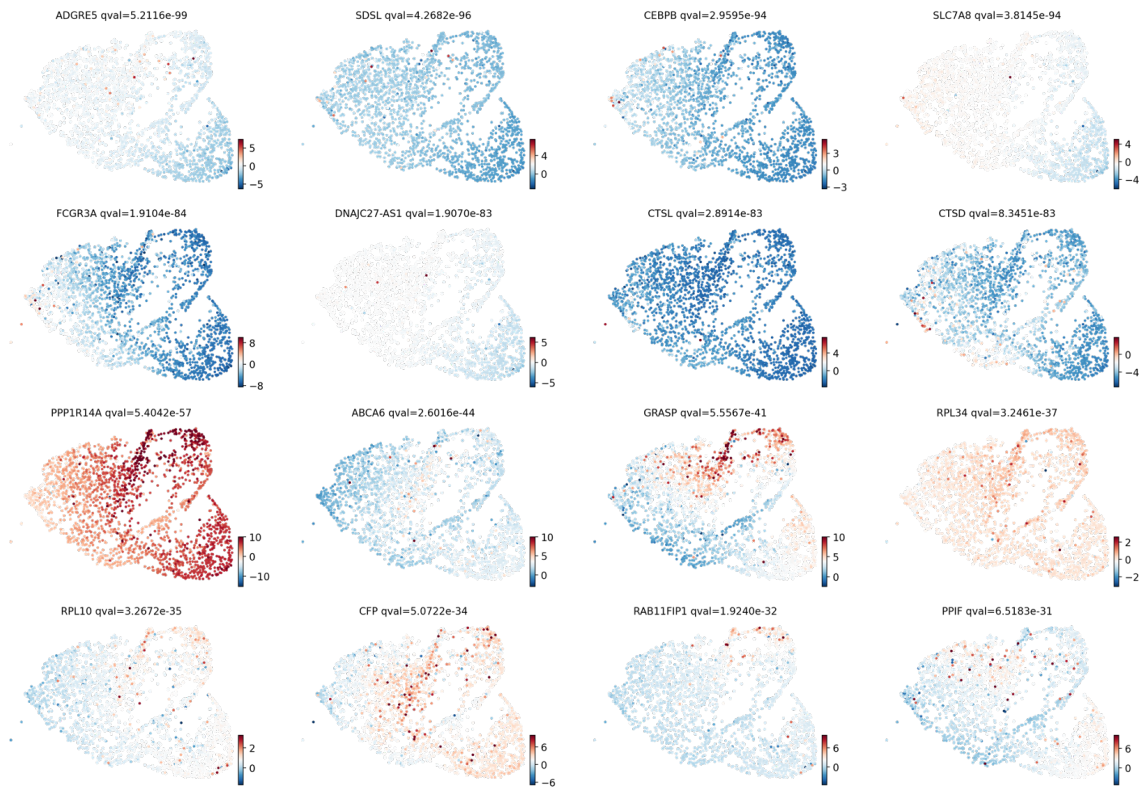 ADGRE5 qval=5.2116e-99
SDSL qval=4.2682e-96
CEBPB qval=2.9595e-94
SLC7A8 qval=3.8145e-94
5
0
−5
4
0
3
0
−3
4
0
−4
FCGR3A qval=1.9104e-84
DNAJC27-AS1 qval=1.9070e-83
CTSL qval=2.8914e-83
CTSD qval=8.3451e-83
8
0
−8
5
0
−5
4
0
0
−4
PPP1R14A qval=5.4042e-57
ABCA6 qval=2.6016e-44
GRASP qval=5.5567e-41
RPL34 qval=3.2461e-37
10
0
−10
10
5
0
10
5
0
2
0
−2
RPL10 qval=3.2672e-35
CFP qval=5.0722e-34
RAB11FIP1 qval=1.9240e-32
PPIF qval=6.5183e-31
2
0
6
0
−6
6
0
6
0